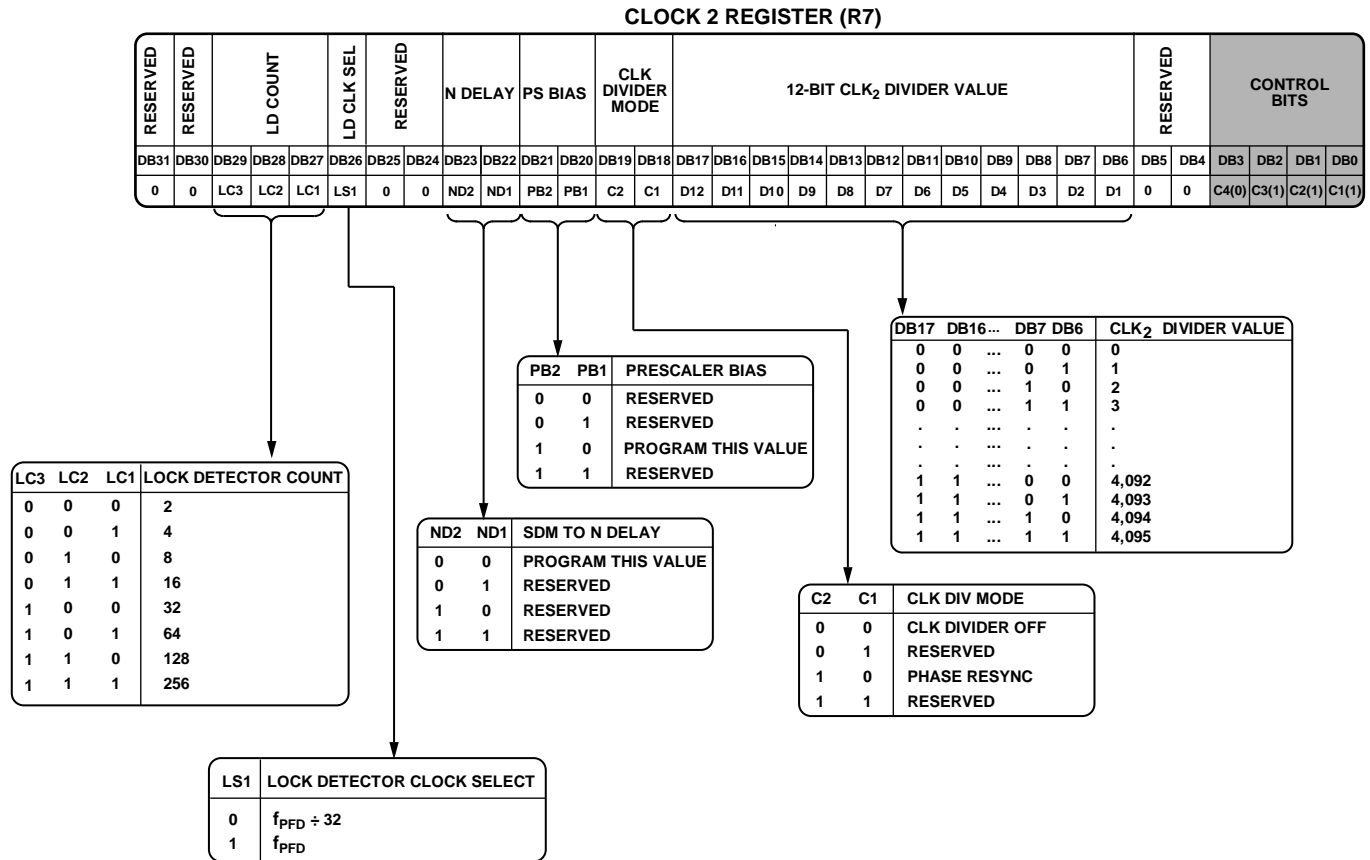 CLOCK 2 REGISTER (R7)
RESERVED RESERVED LD COUNT LD CLK SEL RESERVED N DELAY PS BIAS CLK DIVIDER MODE 12-BIT CLK2 DIVIDER VALUE RESERVED CONTROL BITS
DB31 DB30 DB29 DB28 DB27 DB26 DB25 DB24 DB23 DB22 DB21 DB20 DB19 DB18 DB17 DB16 DB15 DB14 DB13 DB12 DB11 DB10 DB9 DB8 DB7 DB6 DB5 DB4 DB3 DB2 DB1 DB0
0 0 LC3 LC2 LC1 LS1 0 0 ND2 ND1 PB2 PB1 C2 C1 D12 D11 D10 D9 D8 D7 D6 D5 D4 D3 D2 D1 0 0 C4(0) C3(1) C2(1) C1(1)
DB17 DB16 ... DB7 DB6 CLK2 DIVIDER VALUE
0 0 ... 0 0 0
0 0 ... 0 1 1
0 0 ... 1 0 2
0 0 ... 1 1 3
. . ... . . .
. . ... . . .
. . ... . . .
1 1 ... 0 0 4,092
1 1 ... 0 1 4,093
1 1 ... 1 0 4,094
1 1 ... 1 1 4,095
PB2 PB1 PRESCALER BIAS
0 0 RESERVED
0 1 RESERVED
1 0 PROGRAM THIS VALUE
1 1 RESERVED
LC3 LC2 LC1 LOCK DETECTOR COUNT
0 0 0 2
0 0 1 4
0 1 0 8
0 1 1 16
1 0 0 32
1 0 1 64
1 1 0 128
1 1 1 256
ND2 ND1 SDM TO N DELAY
0 0 PROGRAM THIS VALUE
0 1 RESERVED
1 0 RESERVED
1 1 RESERVED
C2 C1 CLK DIV MODE
0 0 CLK DIVIDER OFF
0 1 RESERVED
1 0 PHASE RESYNC
1 1 RESERVED
LS1 LOCK DETECTOR CLOCK SELECT
0 fPFD ÷ 32
1 fPFD